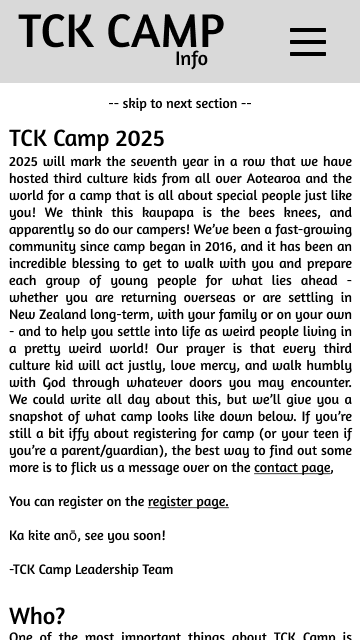 TCK CAMP
Info
-- skip to next section --
TCK Camp 2025
2025 will mark the seventh year in a row that we have
hosted third culture kids from all over Aotearoa and the
world for a camp that is all about special people just like
you! We think this kaupapa is the bees knees, and
apparently so do our campers! We've been a fast-growing
community since camp began in 2016, and it has been an
incredible blessing to get to walk with you and prepare
each group of young people for what lies ahead -
whether you are returning overseas or are settling in
New Zealand long-term, with your family or on your own
- and to help you settle into life as weird people living in
a pretty weird world! Our prayer is that every third
culture kid will act justly, love mercy, and walk humbly
with God through whatever doors you may encounter.
We could write all day about this, but we'll give you a
snapshot of what camp looks like down below. If you're
still a bit iffy about registering for camp (or your teen if
you're a parent/guardian), the best way to find out some
more is to flick us a message over on the contact page,
You can register on the register page.
Ka kite anō, see you soon!
-TCK Camp Leadership Team
Who?
One of the most important things about TCK Camp is